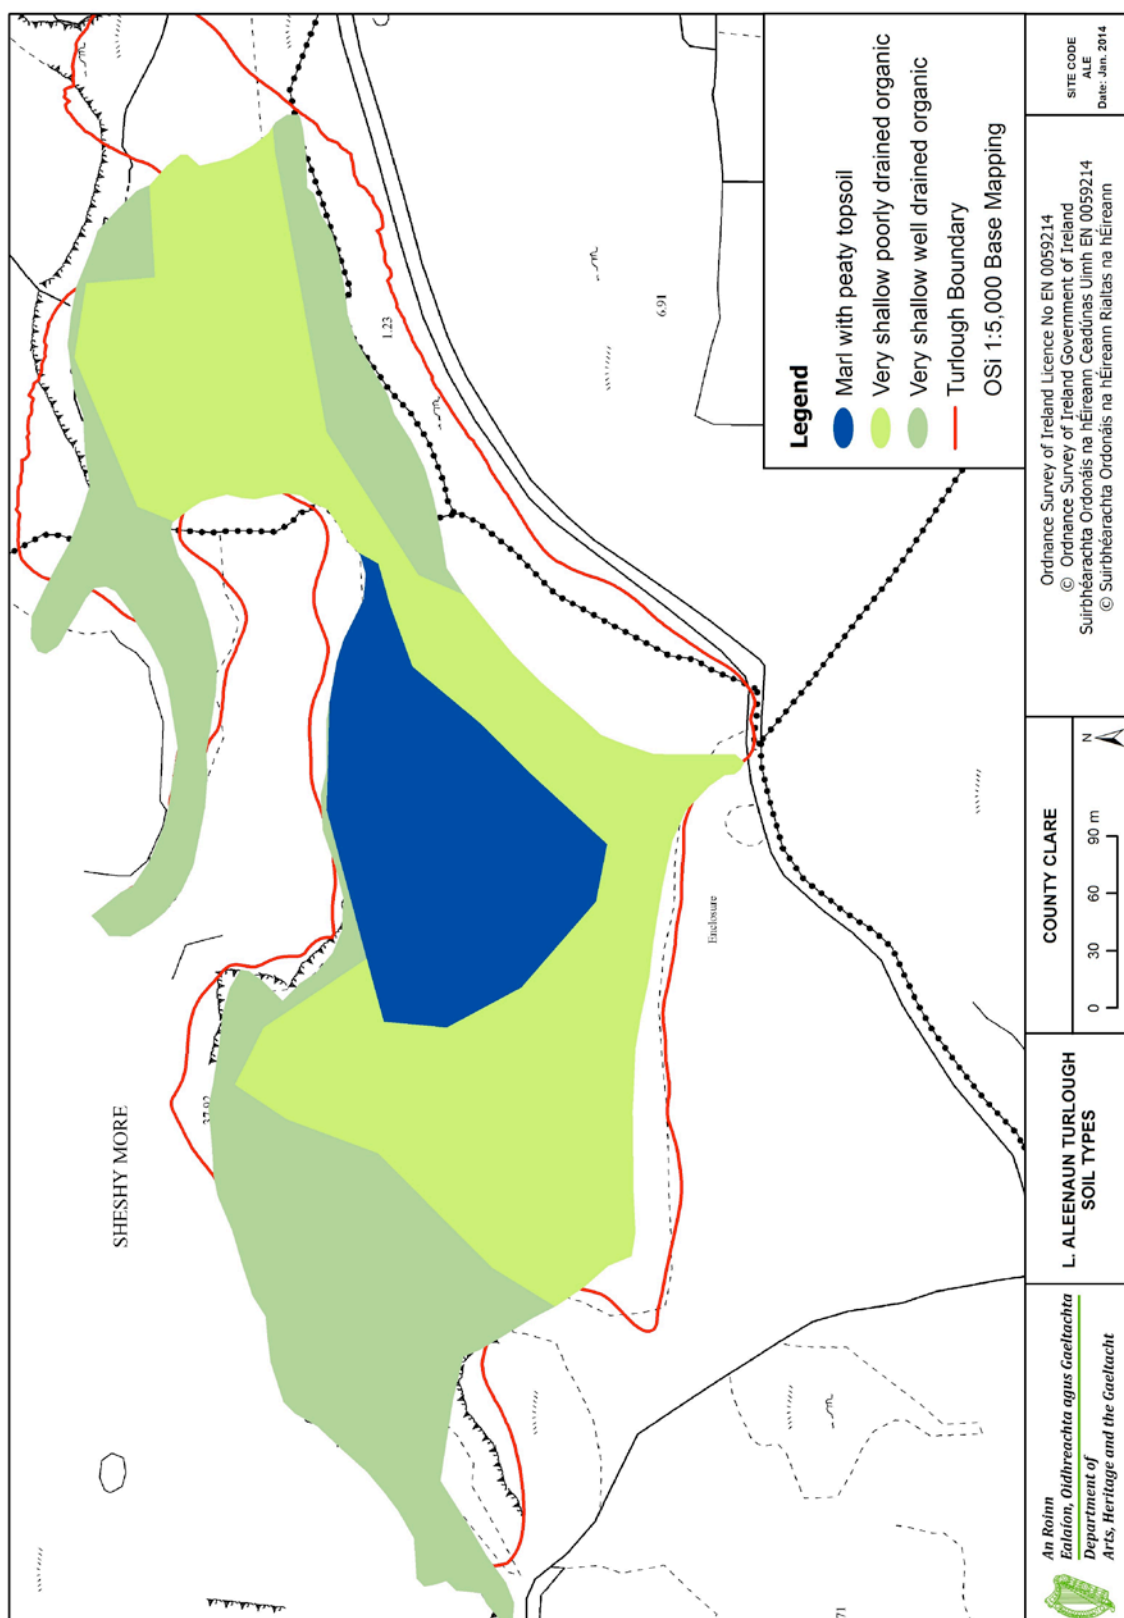 SHESHY MORE
37.92
Enclosure
1.23
6.91
71
Legend
Marl with peaty topsoil
Very shallow poorly drained organic
Very shallow well drained organic
Turlough Boundary
OSi 1:5,000 Base Mapping
An Roinn
Ealaíon, Oidhreachta agus Gaeltachta
Department of
Arts, Heritage and the Gaeltacht
L. ALEENAUN TURLOUGH
SOIL TYPES
COUNTY CLARE
0 30 60 90 m
N
Ordnance Survey of Ireland Licence No EN 0059214
© Ordnance Survey of Ireland Government of Ireland
Suirbhéarachta Ordonáis na hÉireann Ceadúnas Uimh EN 0059214
© Suirbhéarachta Ordonáis na hÉireann Rialtas na hÉireann
SITE CODE
ALE
Date: Jan. 2014